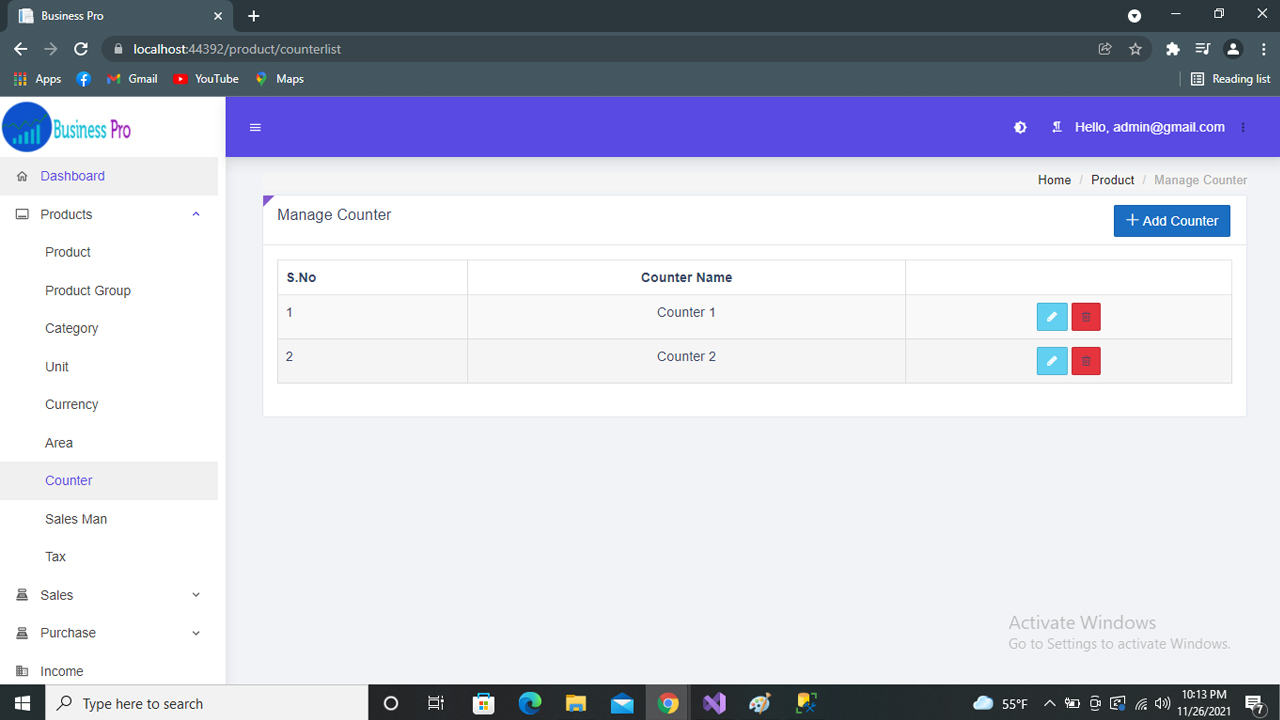 Business Pro
localhost:44392/product/counterlist
Apps Gmail YouTube Maps Reading list
Business Pro
Hello, admin@gmail.com
Dashboard
Home / Product / Manage Counter
Products
Manage Counter
+ Add Counter
Product
Product Group
Category
Unit
Currency
Area
Counter
Sales Man
Tax
Sales
Purchase
Income
S.No Counter Name
1 Counter 1
2 Counter 2
Activate Windows
Go to Settings to activate Windows.
Type here to search
55°F
10:13 PM
11/26/2021
7